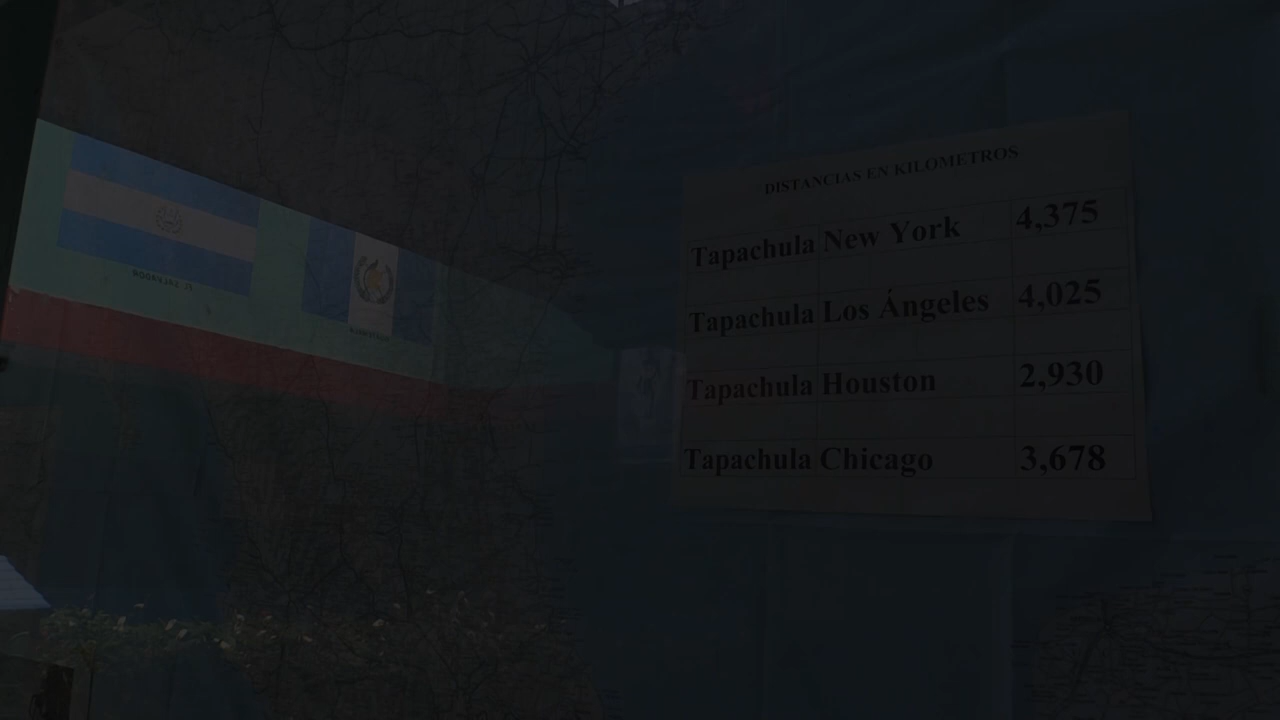 DISTANCIAS EN KILOMETROS
Tapachula New York 4,375
Tapachula Los Ángeles 4,025
Tapachula Houston 2,930
Tapachula Chicago 3,678